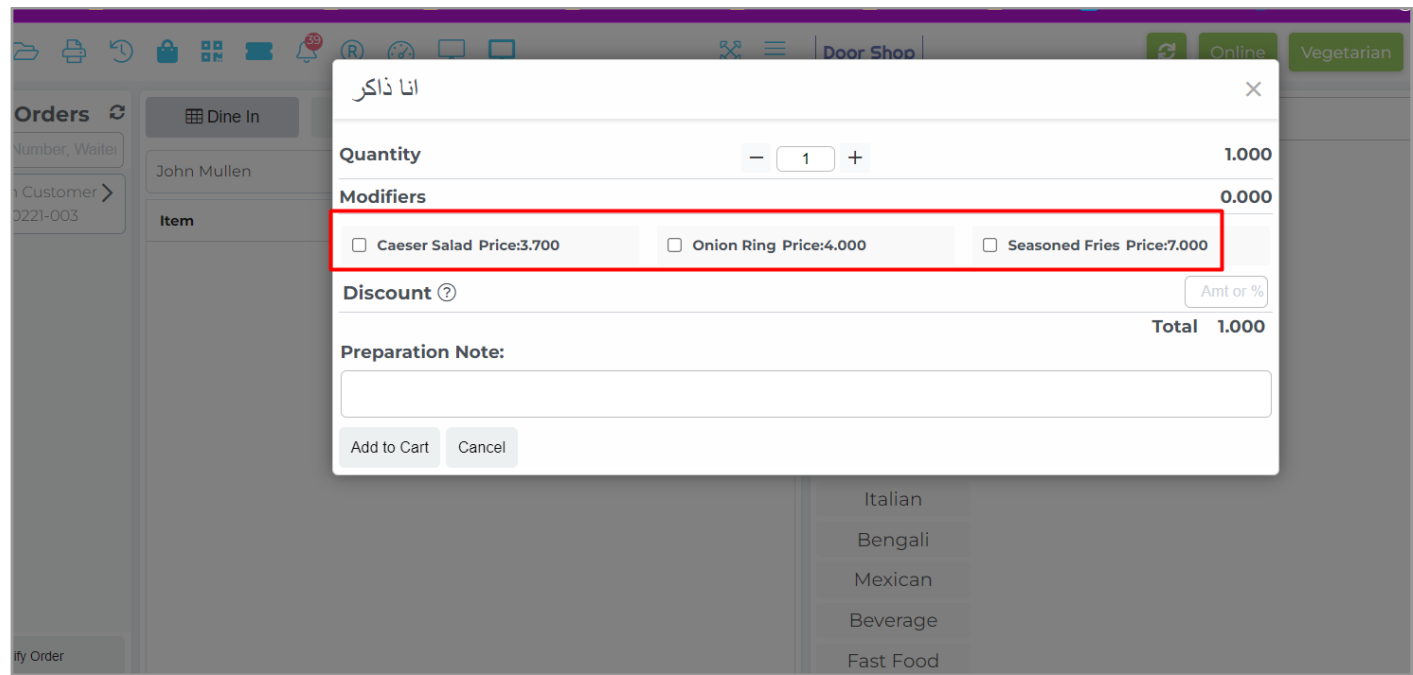 39
Door Shop
Online
Vegetarian
انا ذاكر
Orders
Dine In
Number, Waiter
Quantity
1
1.000
John Mullen
Customer
0221-003
Modifiers
0.000
Item
Caeser Salad Price:3.700
Onion Ring Price:4.000
Seasoned Fries Price:7.000
Discount
Amt or %
Total 1.000
Preparation Note:
Add to Cart
Cancel
Italian
Bengali
Mexican
Beverage
Fast Food
ify Order